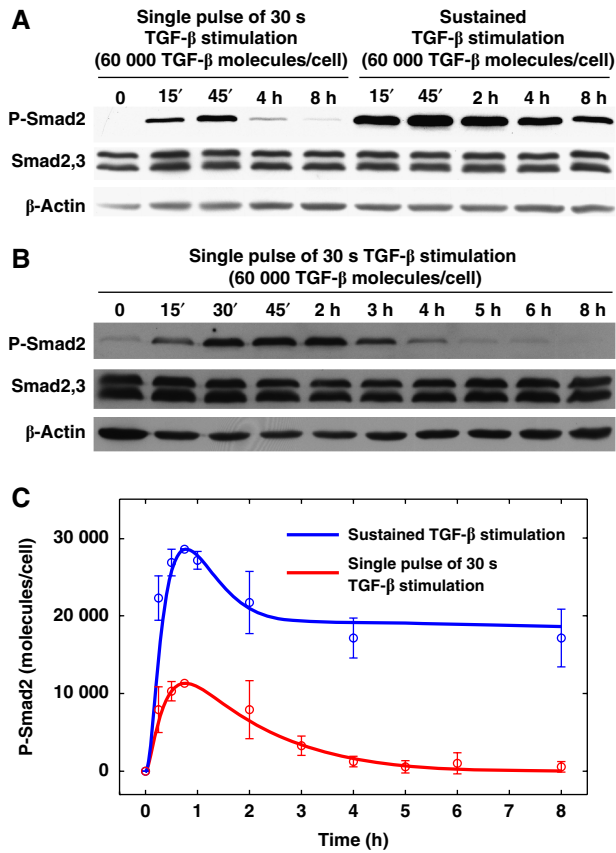 A
Single pulse of 30 s
TGF-β stimulation
(60 000 TGF-β molecules/cell)
Sustained
TGF-β stimulation
(60 000 TGF-β molecules/cell)
0 15′ 45′ 4 h 8 h 15′ 45′ 2 h 4 h 8 h
P-Smad2
Smad2,3
β-Actin
B
Single pulse of 30 s TGF-β stimulation
(60 000 TGF-β molecules/cell)
0 15′ 30′ 45′ 2 h 3 h 4 h 5 h 6 h 8 h
P-Smad2
Smad2,3
β-Actin
C
P-Smad2 (molecules/cell)
30 000
20 000
10 000
0
Sustained TGF-β stimulation
Single pulse of 30 s
TGF-β stimulation
0 1 2 3 4 5 6 7 8
Time (h)